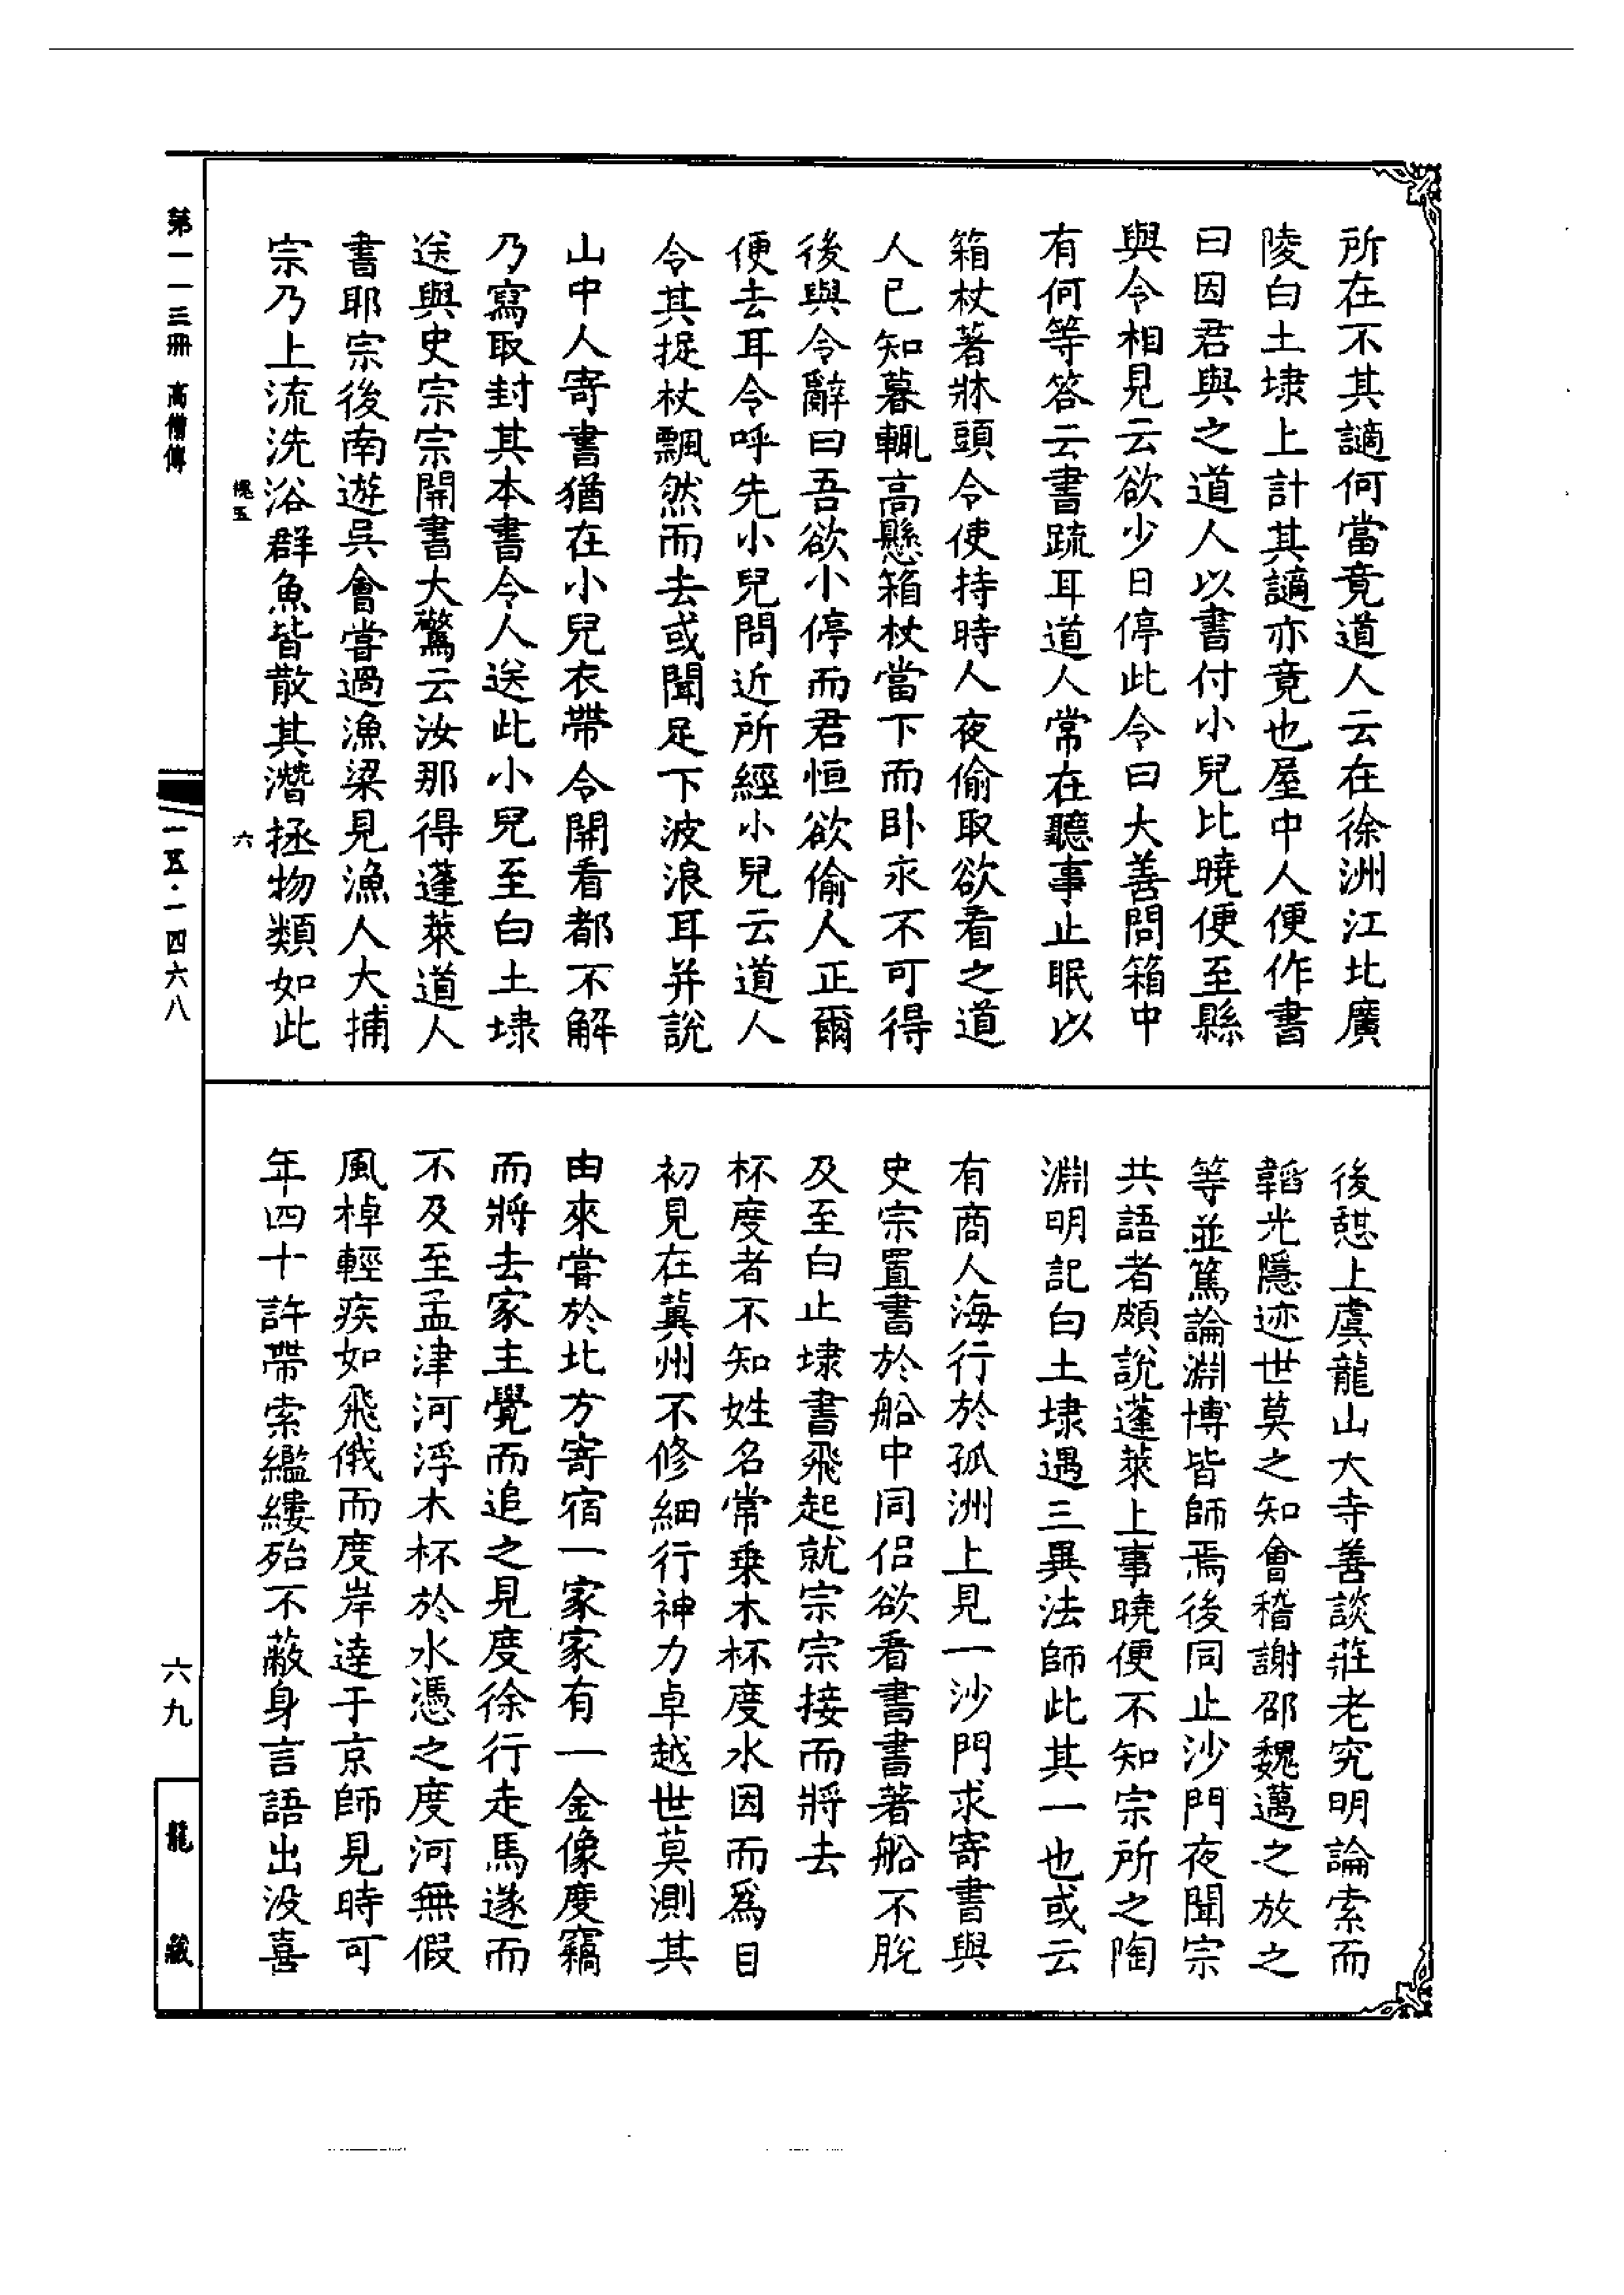 所在不其謫何當竟道人云在徐洲江北廣
陵白土埭上計其謫亦竟也屋中人便作書
曰因君與之道人以書付小兒比曉便至縣
與令相見云欲少日停此令曰大善問箱中
有何等答云書䟽耳道人常在聽事止眠以
箱杖著牀頭令使持時人夜偷取欲看之道
人已知暮輒高懸箱杖當下而卧永不可得
後與令辭曰吾欲小停而君恒欲偷人正爾
便去耳令呼先小兒問近所經小兒云道人
令其捉杖飄然而去或聞足下波浪耳并說
山中人寄書猶在小兒衣帶令開看都不解
乃寫取封其本書令人送此小兒至白土埭
送與史宗宗開書大驚云汝那得蓬萊道人
書耶宗後南遊吳會嘗過漁梁見漁人大捕
宗乃上流洗浴群魚皆散其潛拯物類如此
後憇上虞龍山大寺善談莊老究明論索而
韜光隱迹世莫之知會稽謝邵魏邁之放之
等並篤論淵博皆師焉後同止沙門夜聞宗
共語者頗說蓬萊上事曉便不知宗所之陶
淵明記白土埭遇三異法師此其一也或云
有商人海行於孤洲上見一沙門求寄書與
史宗置書於船中同侶欲看書書著船不脫
及至白止埭書飛起就宗宗接而將去
杯度者不知姓名常乗木杯度水因而爲目
初見在冀州不修細行神力卓越世莫測其
由來嘗於北方寄宿一家家有一金像度竊
而將去家主覺而追之見度徐行走馬遂而
不及至孟津河浮木杯於水憑之度河無假
風棹輕疾如飛俄而度岸達于京師見時可
年四十許帶索繿縷殆不蔽身言語出沒喜
第一一三冊 高僧傳
槐五
六
一五·一四六八
六九
龍藏